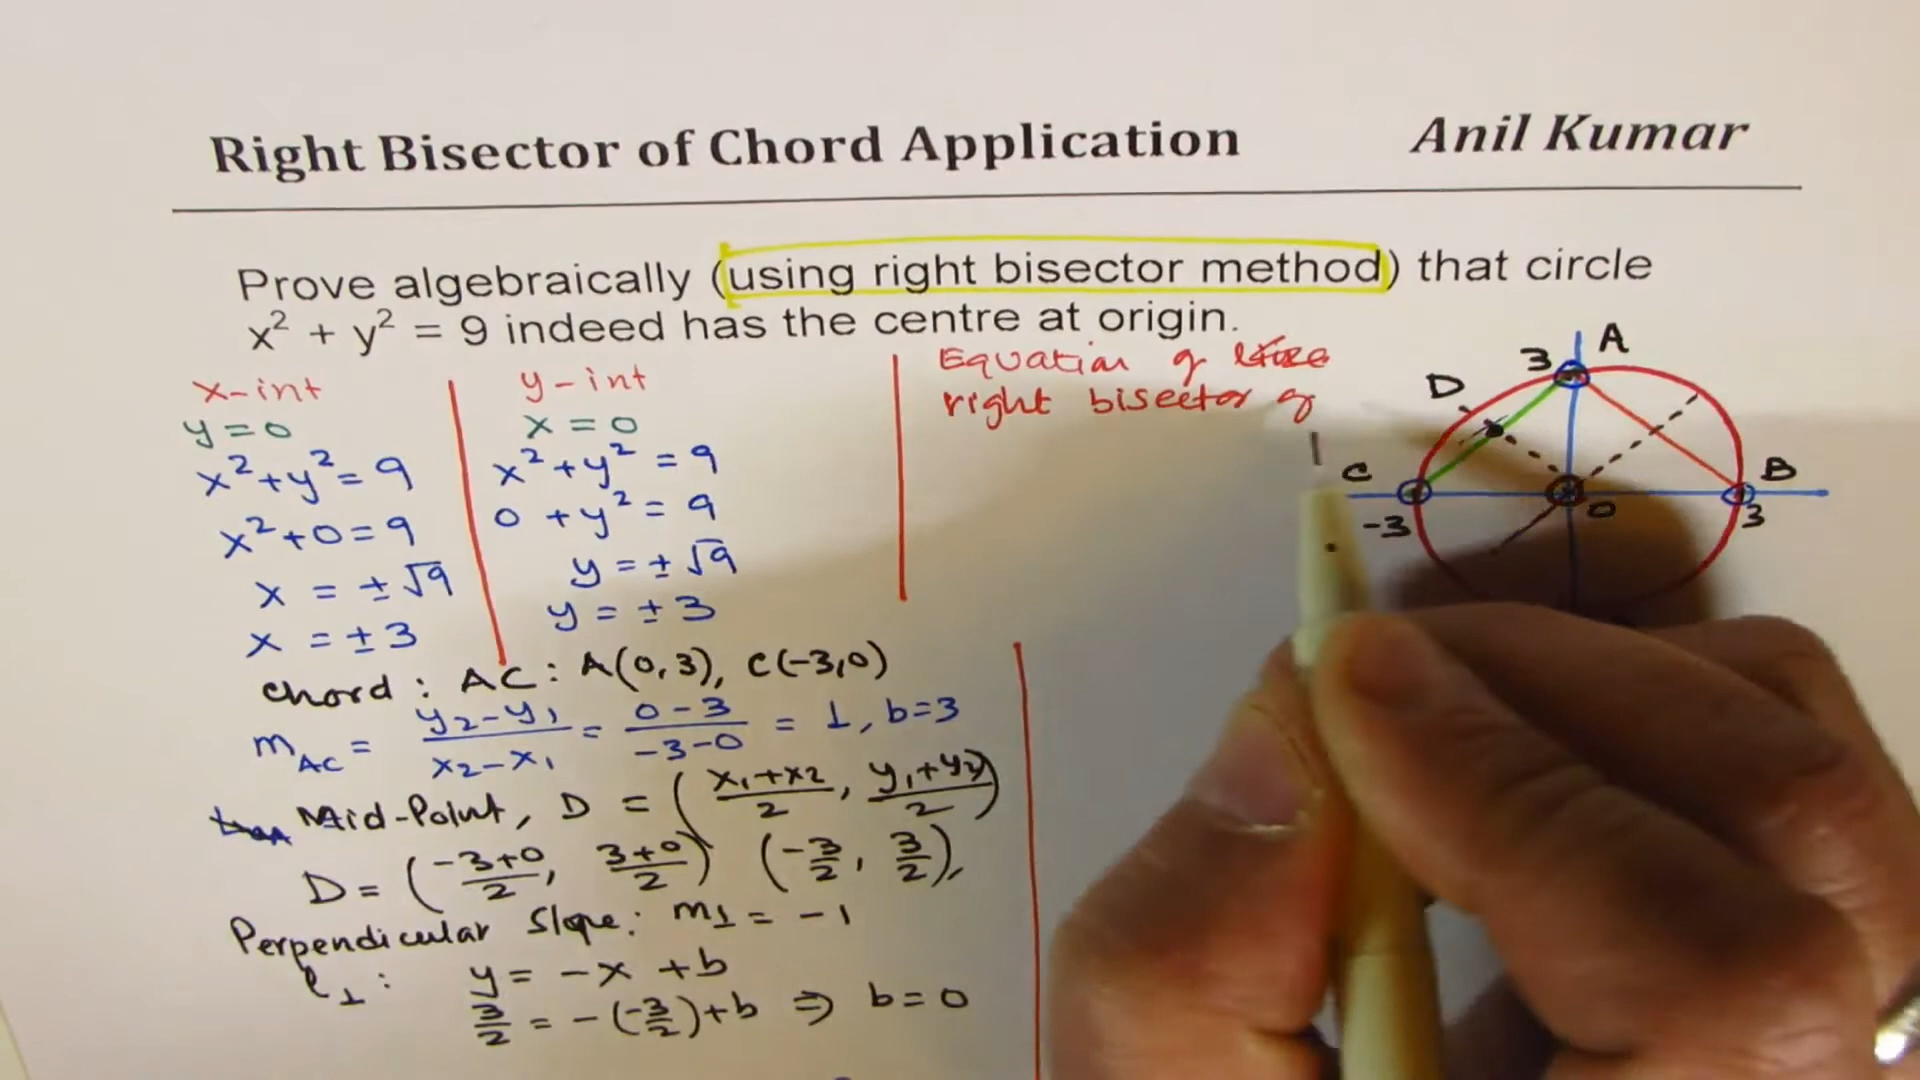 Right Bisector of Chord Application Anil Kumar
Prove algebraically (using right bisector method) that circle
x² + y² = 9 indeed has the centre at origin.
x-int
y = 0
x² + y² = 9
x² + 0 = 9
x = ±√9
x = ±3
y-int
x = 0
x² + y² = 9
0 + y² = 9
y = ±√9
y = ±3
Equation of
right bisector of
A
3
D
C
B
-3
O
3
chord : AC : A(0,3), C(-3,0)
m_AC = (y₂-y₁)/(x₂-x₁) = (0-3)/(-3-0) = 1, b=3
Mid-Point, D = ((x₁+x₂)/2, (y₁+y₂)/2)
D = ((-3+0)/2, (3+0)/2) (-3/2, 3/2),
Perpendicular Slope: m⊥ = -1
l⊥ : y = -x + b
3/2 = -(-3/2)+b ⇒ b = 0